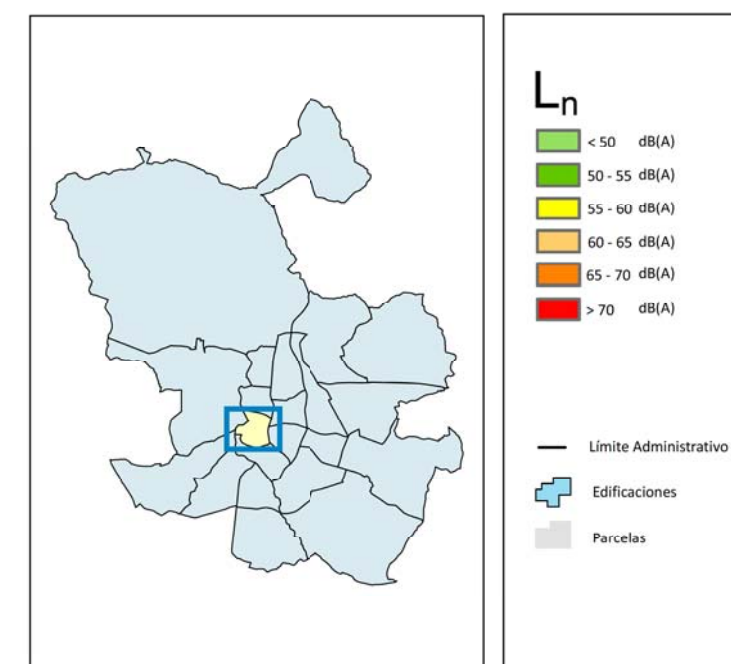 Ln
< 50 dB(A)
50 - 55 dB(A)
55 - 60 dB(A)
60 - 65 dB(A)
65 - 70 dB(A)
> 70 dB(A)
Límite Administrativo
Edificaciones
Parcelas